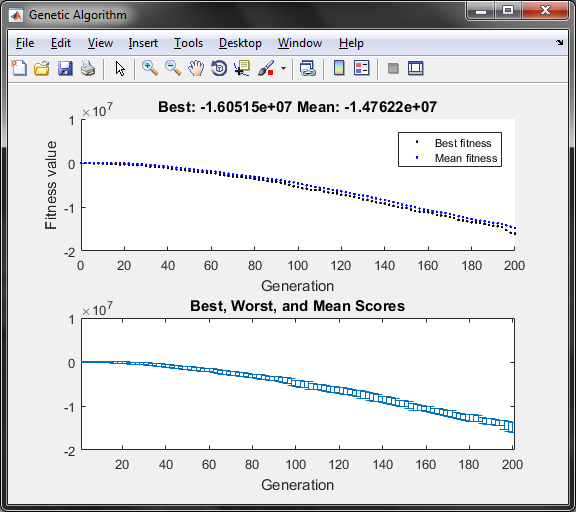 Genetic Algorithm
File Edit View Insert Tools Desktop Window Help
Best: -1.60515e+07 Mean: -1.47622e+07
×10^7
1
0
-1
-2
Fitness value
Best fitness
Mean fitness
0 20 40 60 80 100 120 140 160 180 200
Generation
Best, Worst, and Mean Scores
×10^7
1
0
-1
-2
20 40 60 80 100 120 140 160 180 200
Generation